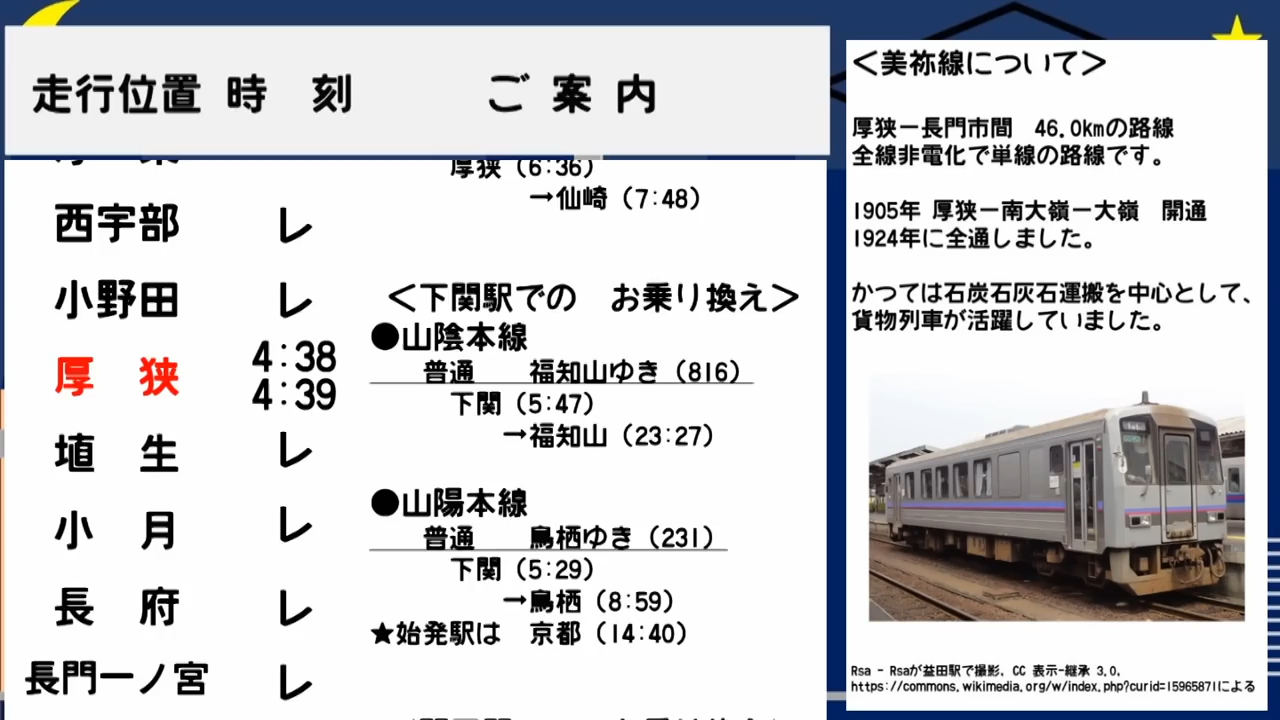 走行位置 時 刻 ご 案 内
厚狭（6:36）
→仙崎（7:48）
西宇部 レ
小野田 レ
厚 狭 4:38
4:39
埴 生 レ
小 月 レ
長 府 レ
長門一ノ宮 レ
＜下関駅での お乗り換え＞
●山陰本線
普通 福知山ゆき（816）
下関（5:47）
→福知山（23:27）
●山陽本線
普通 鳥栖ゆき（231）
下関（5:29）
→鳥栖（8:59）
★始発駅は 京都（14:40）
＜美祢線について＞
厚狭ー長門市間 46.0kmの路線
全線非電化で単線の路線です。
1905年 厚狭ー南大嶺ー大嶺 開通
1924年に全通しました。
かつては石炭石灰石運搬を中心として、
貨物列車が活躍していました。
Rsa - Rsaが益田駅で撮影, CC 表示-継承 3.0,
https://commons.wikimedia.org/w/index.php?curid=15965871による